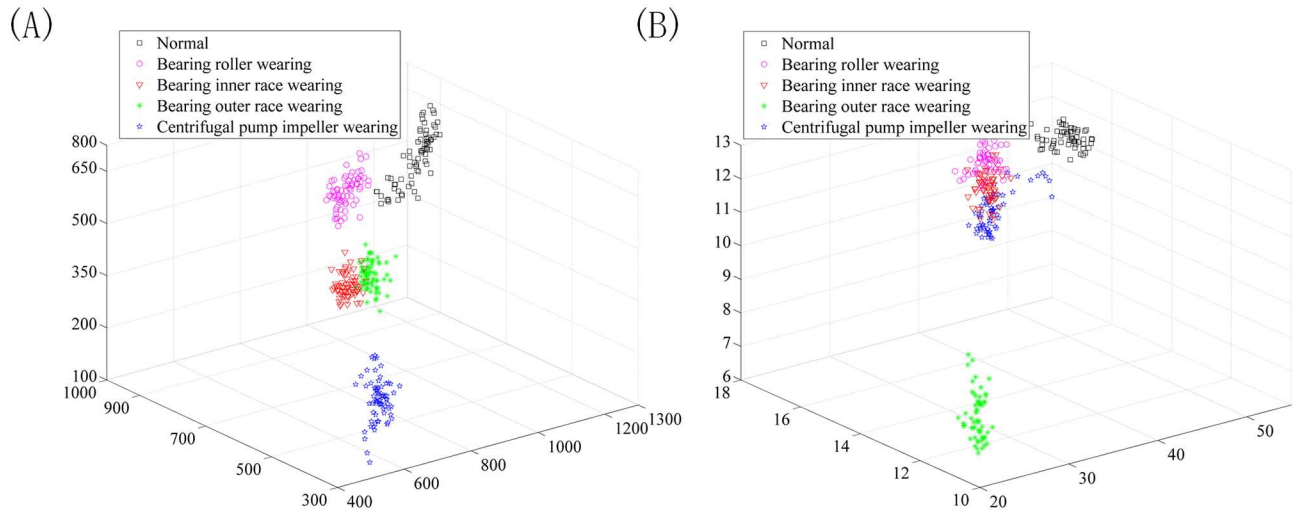 (A)
Normal
Bearing roller wearing
Bearing inner race wearing
Bearing outer race wearing
Centrifugal pump impeller wearing
800
650
500
350
200
100
1000
900
700
500
300
400
600
800
1000
1200
1300
(B)
Normal
Bearing roller wearing
Bearing inner race wearing
Bearing outer race wearing
Centrifugal pump impeller wearing
13
12
11
10
9
8
7
6
18
16
14
12
10
20
30
40
50